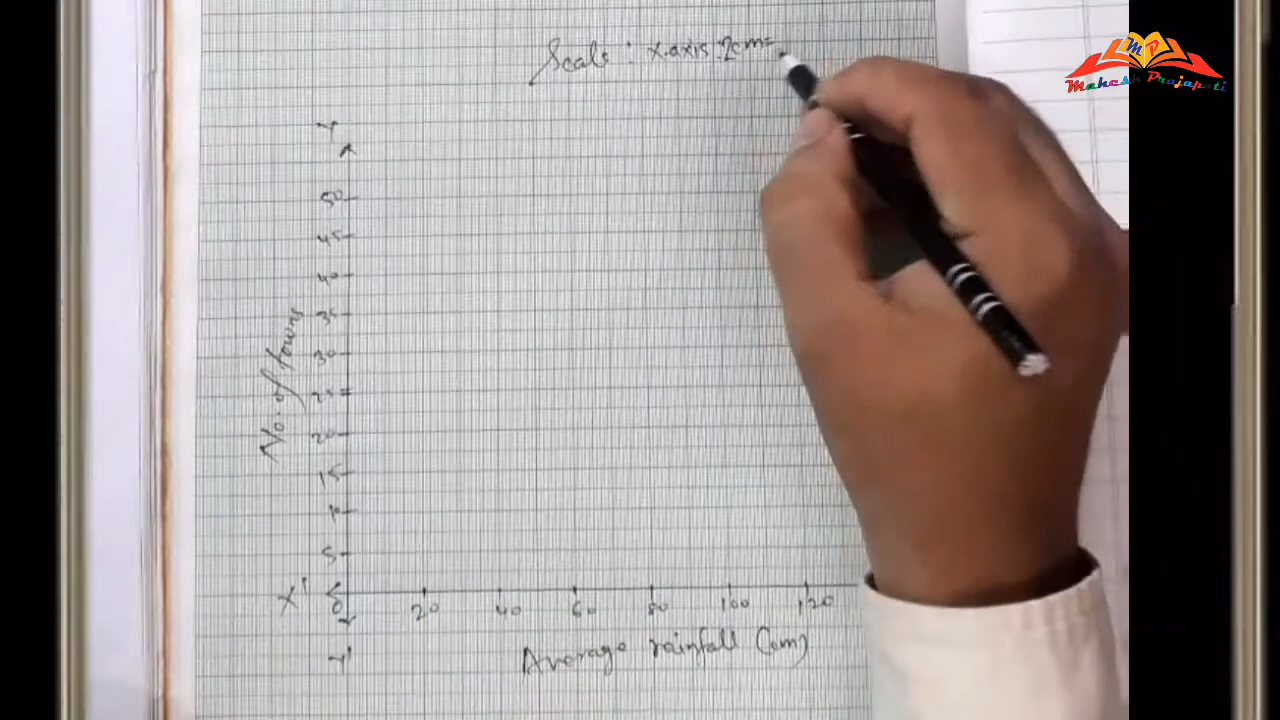 MP
Mahesh Prajapati
Scale : X-axis 2cm=
Y
50
45
40
35
30
25
20
15
10
5
No. of towns
X' 0 20 40 60 80 100 120
Y'
Average rainfall (cm)